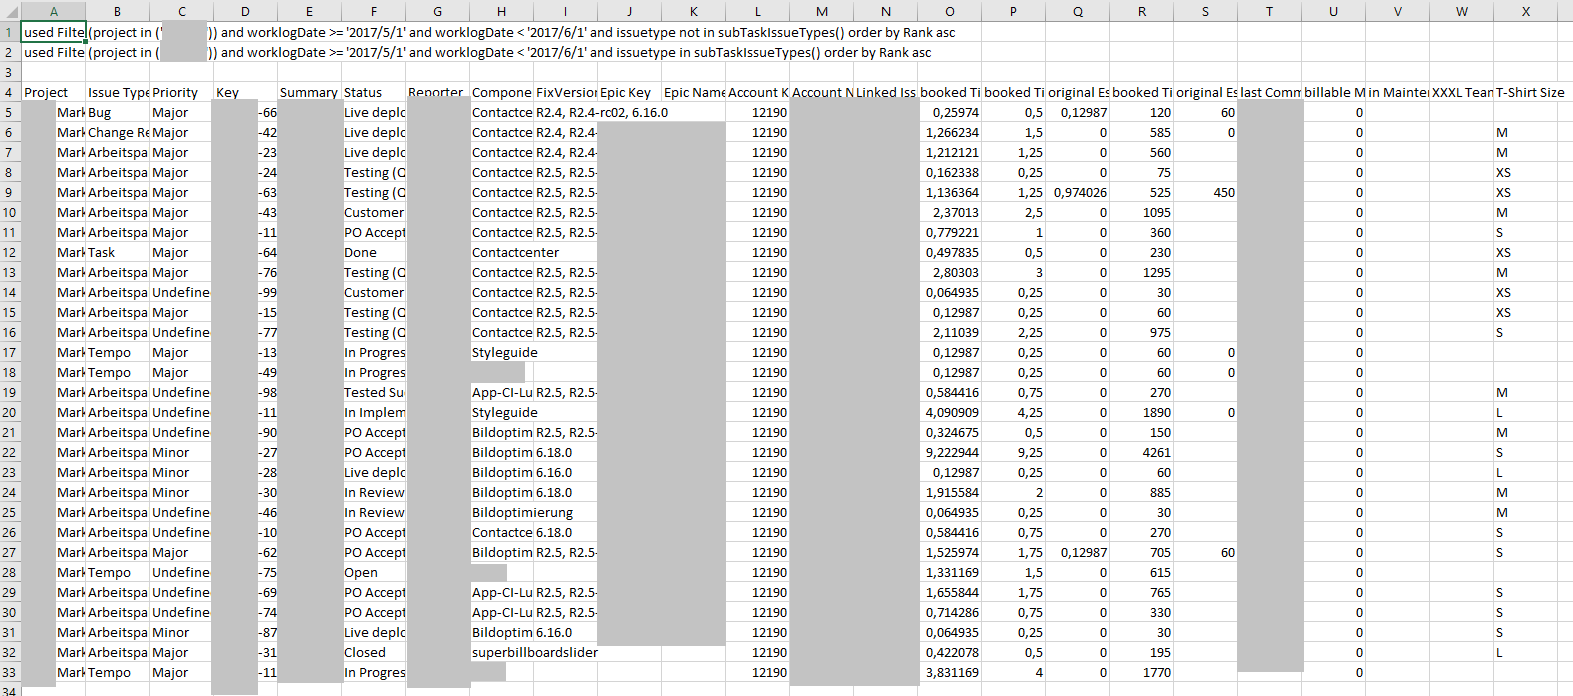 A B C D E F G H I J K L M N O P Q R S T U V W X
1 used Filte (project in (' ')) and worklogDate >= '2017/5/1' and worklogDate < '2017/6/1' and issuetype not in subTaskIssueTypes() order by Rank asc
2 used Filte (project in ( ')) and worklogDate >= '2017/5/1' and worklogDate < '2017/6/1' and issuetype in subTaskIssueTypes() order by Rank asc
3
4 Project Issue Type Priority Key Summary Status Reporter Compone FixVersion Epic Key Epic Name Account K Account N Linked Iss booked Ti booked Ti original Es booked Ti original Es last Comm billable M in Mainter XXXL Team T-Shirt Size
5 Mark Bug Major -66 Live deplo Contactce R2.4, R2.4-rc02, 6.16.0 12190 0,25974 0,5 0,12987 120 60 0
6 Mark Change Re Major -42 Live deplo Contactce R2.4, R2.4- 12190 1,266234 1,5 0 585 0 0 M
7 Mark Arbeitspa Major -23 Live deplo Contactce R2.4, R2.4- 12190 1,212121 1,25 0 560 0 M
8 Mark Arbeitspa Major -24 Testing (Q Contactce R2.5, R2.5- 12190 0,162338 0,25 0 75 0 XS
9 Mark Arbeitspa Major -63 Testing (Q Contactce R2.5, R2.5- 12190 1,136364 1,25 0,974026 525 450 0 XS
10 Mark Arbeitspa Major -43 Customer Contactce R2.5, R2.5- 12190 2,37013 2,5 0 1095 0 M
11 Mark Arbeitspa Major -11 PO Accept Contactce R2.5, R2.5- 12190 0,779221 1 0 360 0 S
12 Mark Task Major -64 Done Contactcenter 12190 0,497835 0,5 0 230 0 XS
13 Mark Arbeitspa Major -76 Testing (Q Contactce R2.5, R2.5- 12190 2,80303 3 0 1295 0 M
14 Mark Arbeitspa Undefine -99 Customer Contactce R2.5, R2.5- 12190 0,064935 0,25 0 30 0 XS
15 Mark Arbeitspa Major -15 Testing (Q Contactce R2.5, R2.5- 12190 0,12987 0,25 0 60 0 XS
16 Mark Arbeitspa Undefine -77 Testing (Q Contactce R2.5, R2.5- 12190 2,11039 2,25 0 975 0 S
17 Mark Tempo Major -13 In Progres Styleguide 12190 0,12987 0,25 0 60 0 0
18 Mark Tempo Major -49 In Progres 12190 0,12987 0,25 0 60 0 0
19 Mark Arbeitspa Undefine -98 Tested Su App-CI-Lu R2.5, R2.5- 12190 0,584416 0,75 0 270 0 M
20 Mark Arbeitspa Undefine -11 In Implem Styleguide 12190 4,090909 4,25 0 1890 0 0 L
21 Mark Arbeitspa Undefine -90 PO Accept Bildoptim R2.5, R2.5- 12190 0,324675 0,5 0 150 0 M
22 Mark Arbeitspa Minor -27 PO Accept Bildoptim 6.18.0 12190 9,222944 9,25 0 4261 0 S
23 Mark Arbeitspa Minor -28 Live deplo Bildoptim 6.16.0 12190 0,12987 0,25 0 60 0 L
24 Mark Arbeitspa Minor -30 In Review Bildoptim 6.18.0 12190 1,915584 2 0 885 0 M
25 Mark Arbeitspa Undefine -46 In Review Bildoptimierung 12190 0,064935 0,25 0 30 0 M
26 Mark Arbeitspa Undefine -10 PO Accept Contactce 6.18.0 12190 0,584416 0,75 0 270 0 S
27 Mark Arbeitspa Major -62 PO Accept Bildoptim R2.5, R2.5- 12190 1,525974 1,75 0,12987 705 60 0 S
28 Mark Tempo Undefine -75 Open 12190 1,331169 1,5 0 615 0
29 Mark Arbeitspa Undefine -69 PO Accept App-CI-Lu R2.5, R2.5- 12190 1,655844 1,75 0 765 0 S
30 Mark Arbeitspa Undefine -74 PO Accept App-CI-Lu R2.5, R2.5- 12190 0,714286 0,75 0 330 0 S
31 Mark Arbeitspa Minor -87 Live deplo Bildoptim 6.16.0 12190 0,064935 0,25 0 30 0 S
32 Mark Arbeitspa Major -31 Closed superbillboardslider 12190 0,422078 0,5 0 195 0 L
33 Mark Tempo Major -11 In Progres 12190 3,831169 4 0 1770 0
34